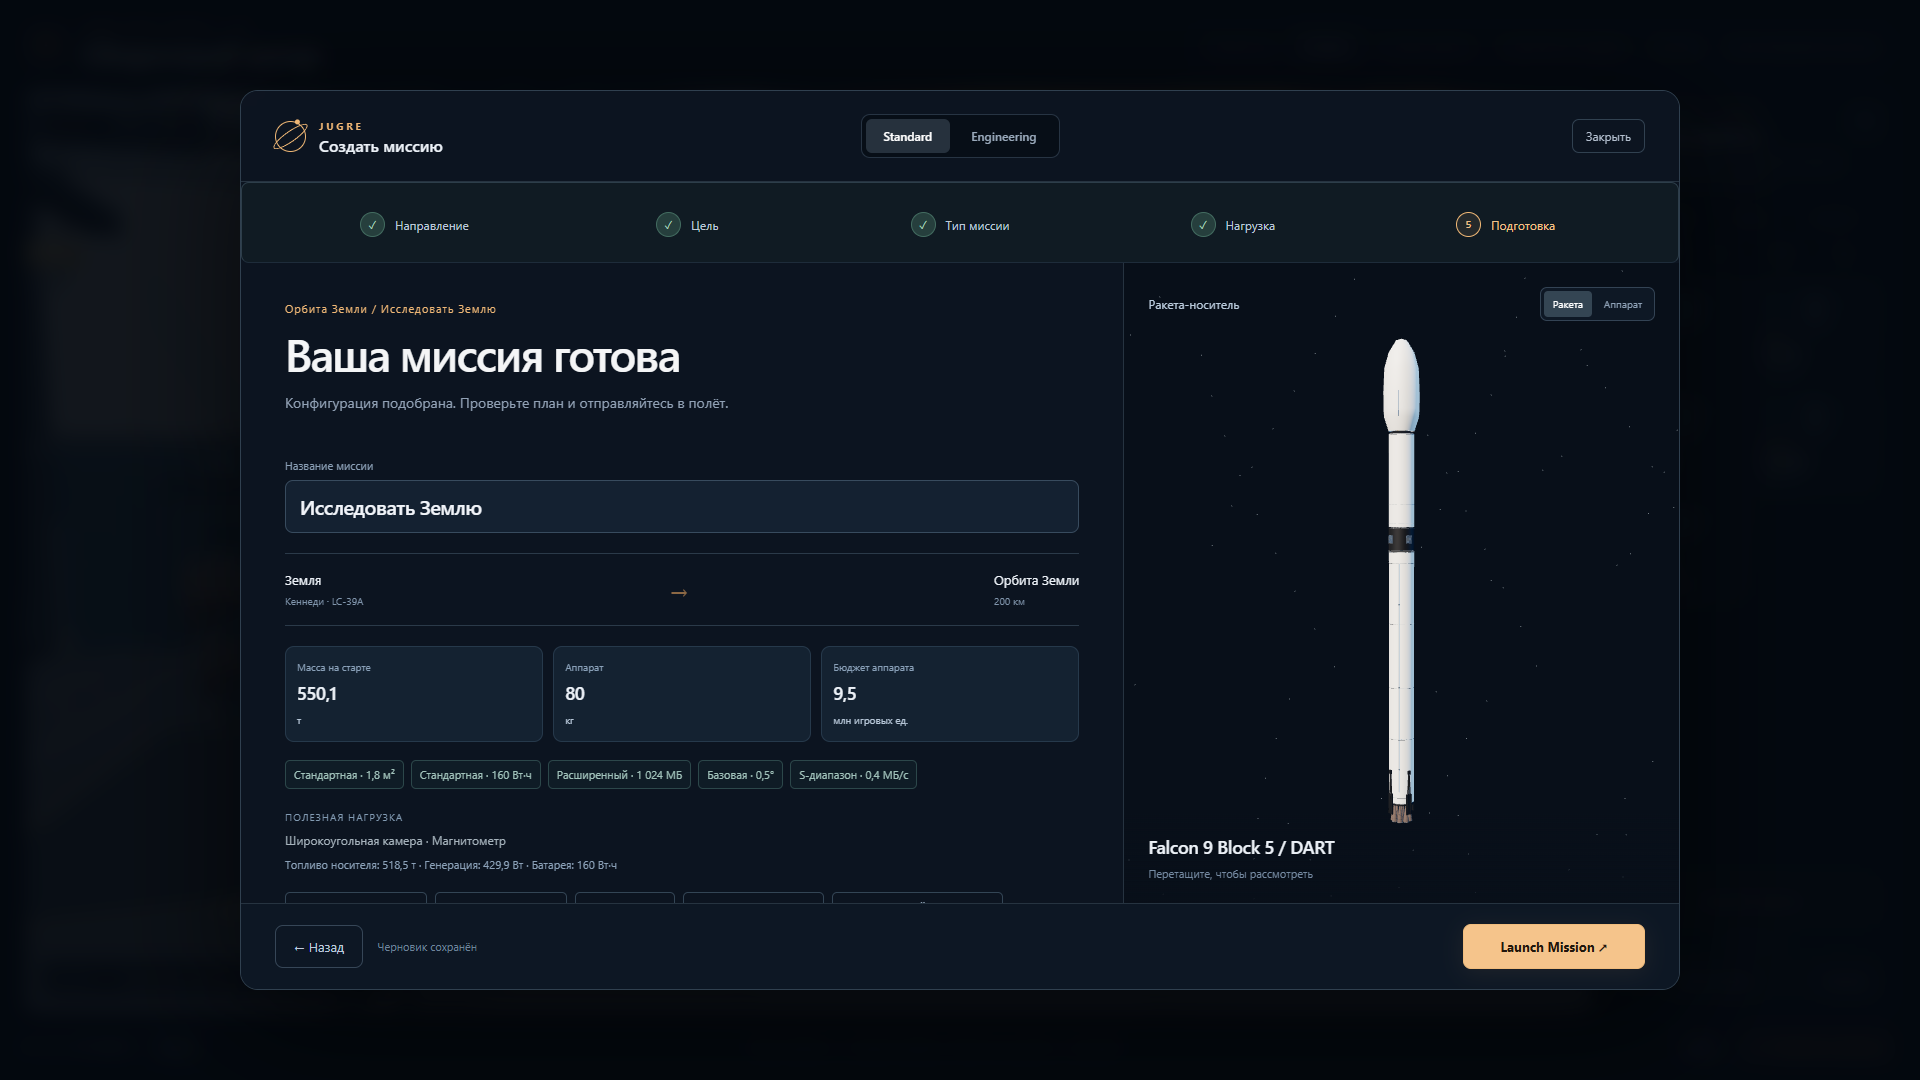 JUGRE
Создать миссию
Standard
Engineering
Закрыть
✓ Направление
✓ Цель
✓ Тип миссии
✓ Нагрузка
5 Подготовка
Орбита Земли / Исследовать Землю
Ваша миссия готова
Конфигурация подобрана. Проверьте план и отправляйтесь в полёт.
Название миссии
Исследовать Землю
Земля
Кеннеди · LC-39A
→
Орбита Земли
200 км
Масса на старте
550,1
т
Аппарат
80
кг
Бюджет аппарата
9,5
млн игровых ед.
Стандартная · 1,8 м²
Стандартная · 160 Вт·ч
Расширенный · 1 024 МБ
Базовая · 0,5°
S-диапазон · 0,4 МБ/с
ПОЛЕЗНАЯ НАГРУЗКА
Широкоугольная камера · Магнитометр
Топливо носителя: 518,5 т · Генерация: 429,9 Вт · Батарея: 160 Вт·ч
Ракета-носитель
Ракета
Аппарат
Falcon 9 Block 5 / DART
Перетащите, чтобы рассмотреть
← Назад
Черновик сохранён
Launch Mission ↗